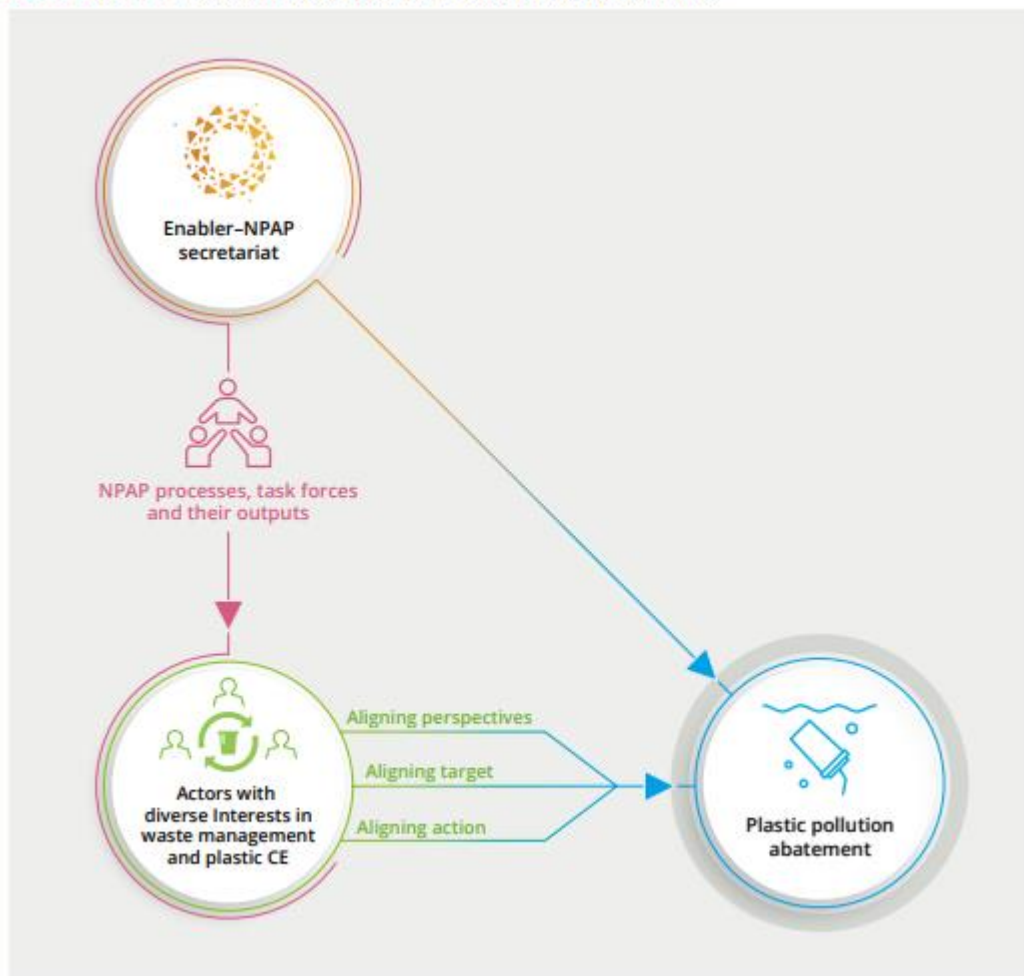 Enabler–NPAP
secretariat
NPAP processes, task forces
and their outputs
Aligning perspectives
Aligning target
Aligning action
Actors with
diverse Interests in
waste management
and plastic CE
Plastic pollution
abatement